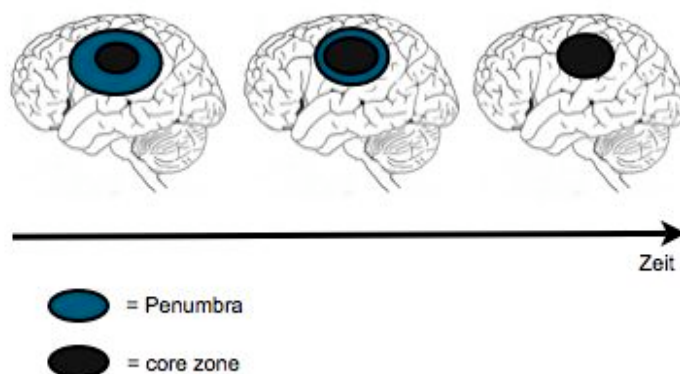 Zeit
= Penumbra
= core zone